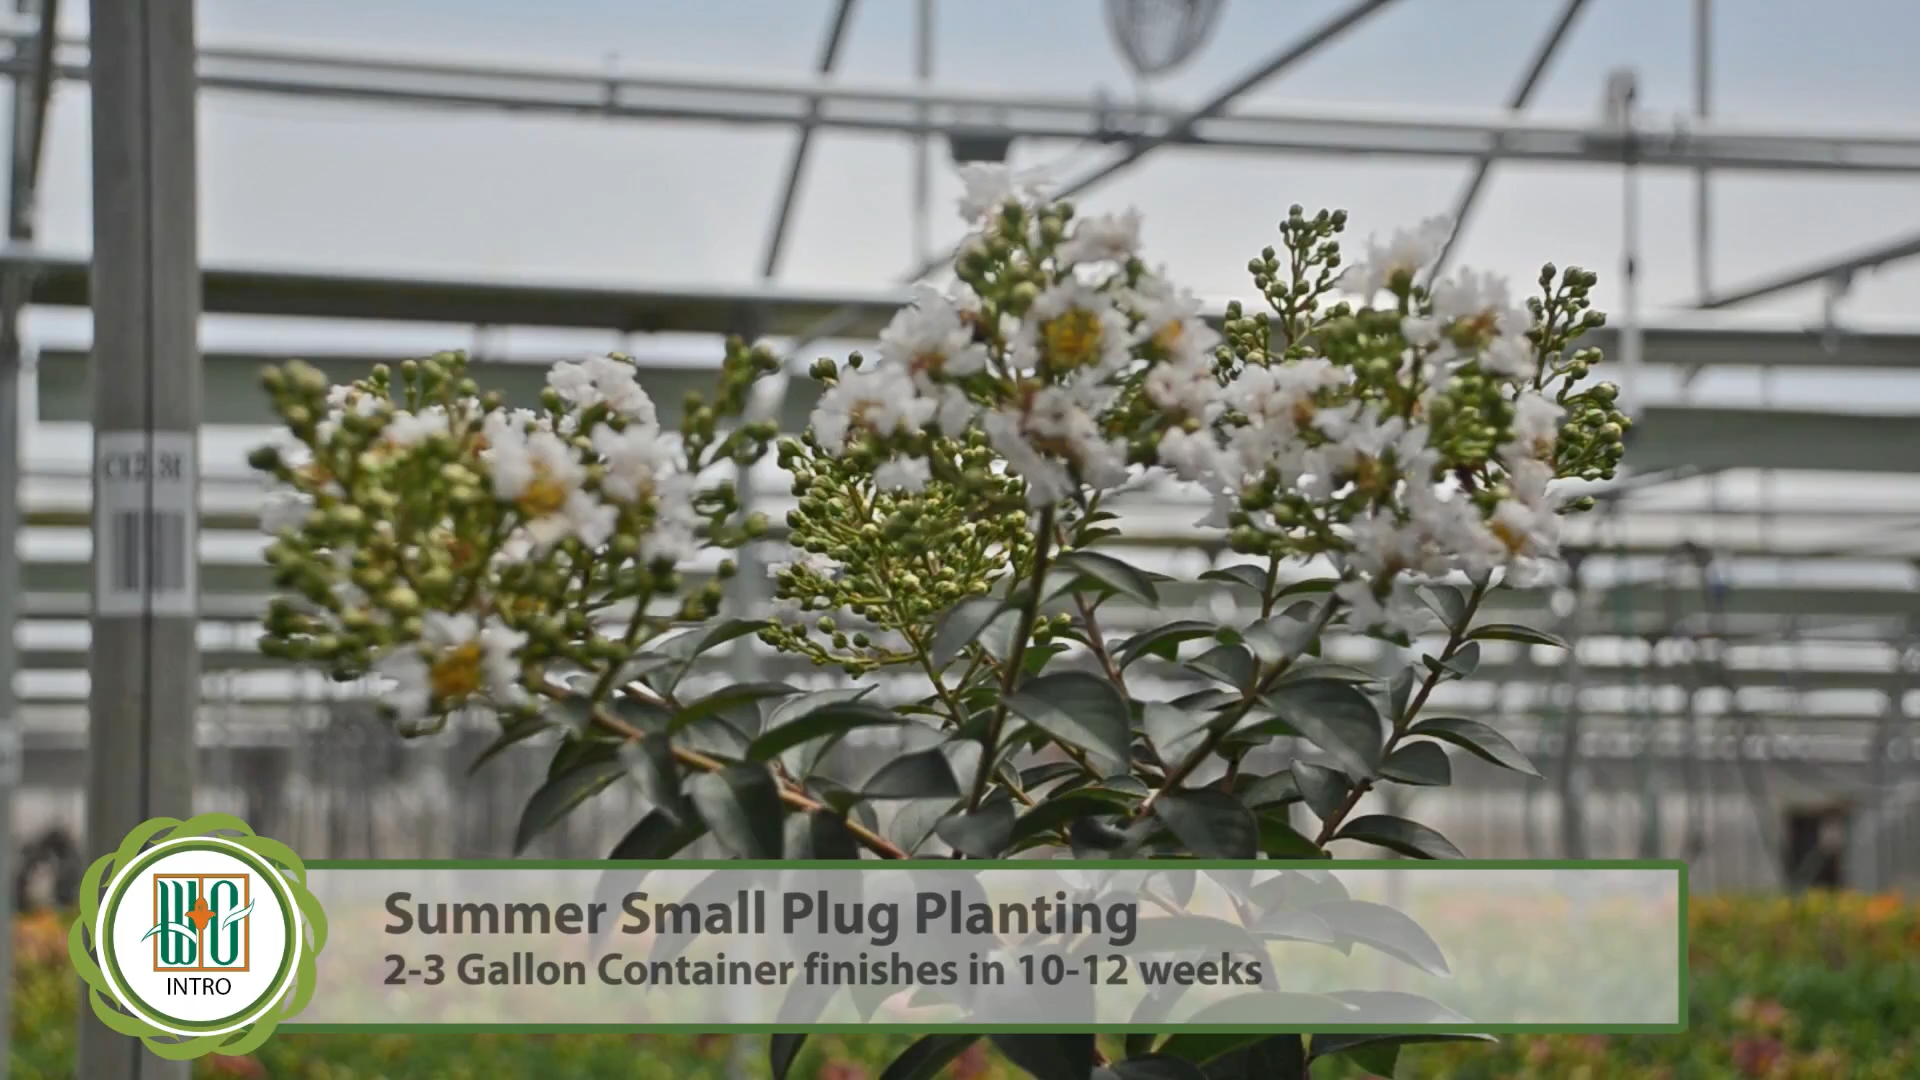 Summer Small Plug Planting
2-3 Gallon Container finishes in 10-12 weeks
INTRO